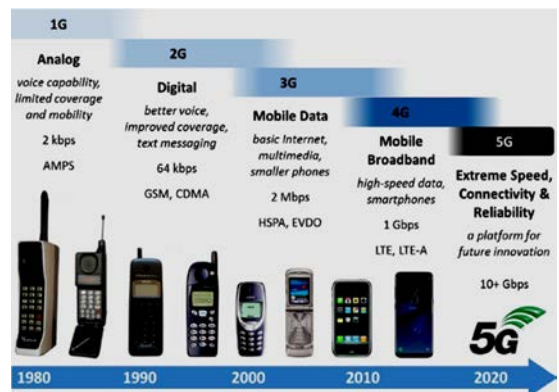 1G
Analog
voice capability,
limited coverage
and mobility
2 kbps
AMPS
2G
Digital
better voice,
improved coverage,
text messaging
64 kbps
GSM, CDMA
3G
Mobile Data
basic Internet,
multimedia,
smaller phones
2 Mbps
HSPA, EVDO
4G
Mobile
Broadband
high-speed data,
smartphones
1 Gbps
LTE, LTE-A
5G
Extreme Speed,
Connectivity &
Reliability
a platform for
future innovation
10+ Gbps
5G
1980
1990
2000
2010
2020